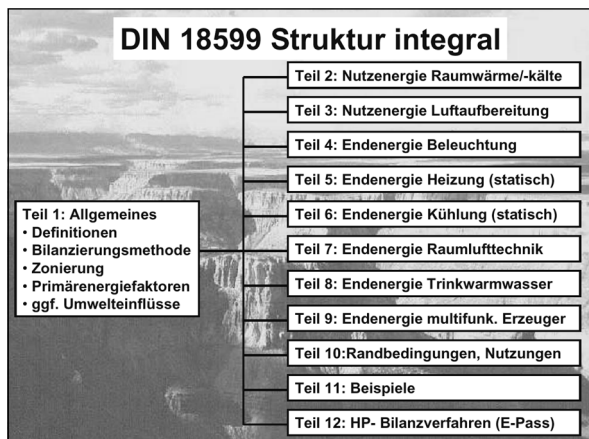 DIN 18599 Struktur integral
Teil 1: Allgemeines
• Definitionen
• Bilanzierungsmethode
• Zonierung
• Primärenergiefaktoren
• ggf. Umwelteinflüsse
Teil 2: Nutzenergie Raumwärme/-kälte
Teil 3: Nutzenergie Luftaufbereitung
Teil 4: Endenergie Beleuchtung
Teil 5: Endenergie Heizung (statisch)
Teil 6: Endenergie Kühlung (statisch)
Teil 7: Endenergie Raumlufttechnik
Teil 8: Endenergie Trinkwarmwasser
Teil 9: Endenergie multifunk. Erzeuger
Teil 10:Randbedingungen, Nutzungen
Teil 11: Beispiele
Teil 12: HP- Bilanzverfahren (E-Pass)